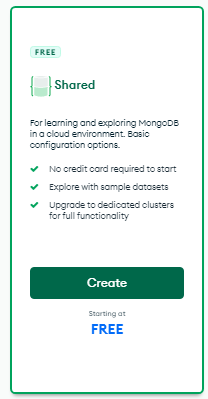 FREE
Shared
For learning and exploring MongoDB
in a cloud environment. Basic
configuration options.
No credit card required to start
Explore with sample datasets
Upgrade to dedicated clusters
for full functionality
Create
Starting at
FREE